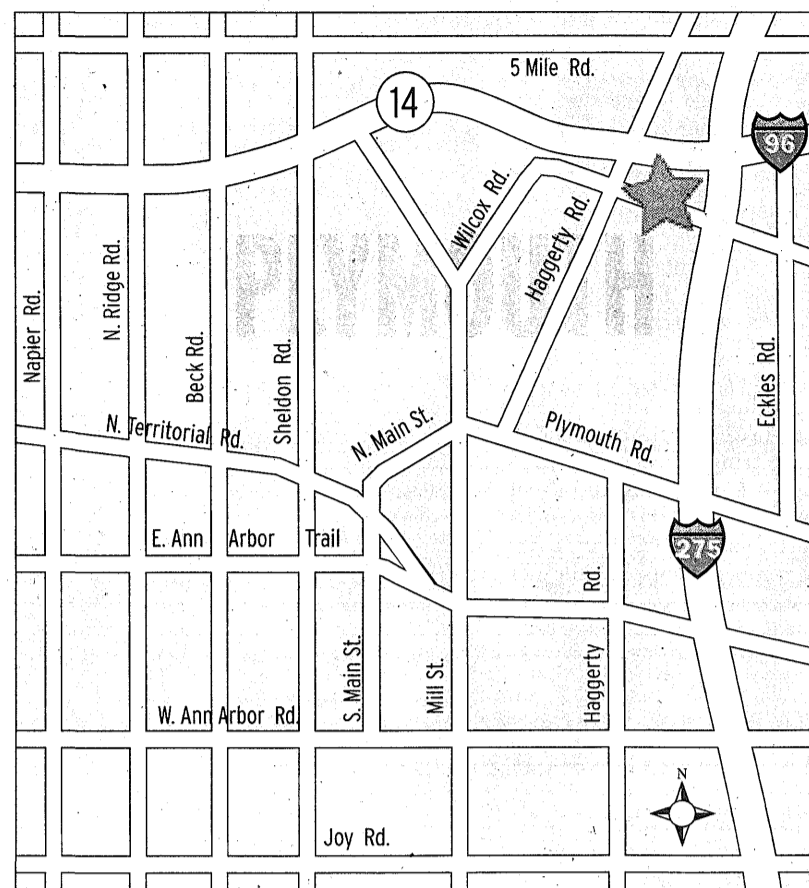 5 Mile Rd.
14
96
Wilcox Rd.
Haggerty Rd.
PLYMOUTH
N. Ridge Rd.
Napier Rd.
Beck Rd.
Sheldon Rd.
Eckles Rd.
N. Territorial Rd.
N. Main St.
Plymouth Rd.
E. Ann Arbor Trail
275
Haggerty Rd.
S. Main St.
Mill St.
W. Ann Arbor Rd.
N
Joy Rd.